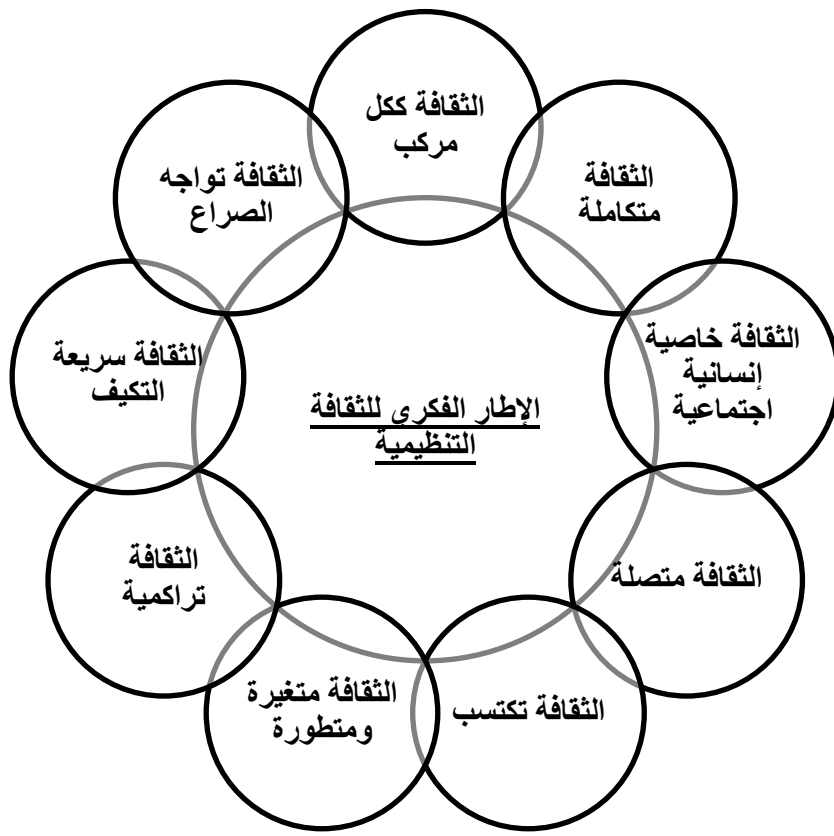 الثقافة ككل
مركب
الثقافة
متكاملة
الثقافة خاصية
إنسانية
اجتماعية
الثقافة متصلة
الثقافة تكتسب
الثقافة متغيرة
ومتطورة
الثقافة
تراكمية
الثقافة سريعة
التكيف
الثقافة تواجه
الصراع
الإطار الفكري للثقافة
التنظيمية